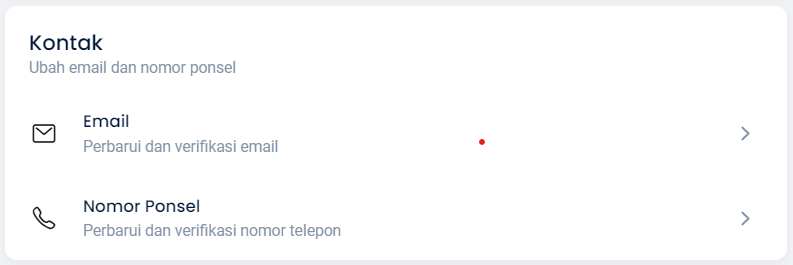 Kontak
Ubah email dan nomor ponsel
Email
Perbarui dan verifikasi email
Nomor Ponsel
Perbarui dan verifikasi nomor telepon